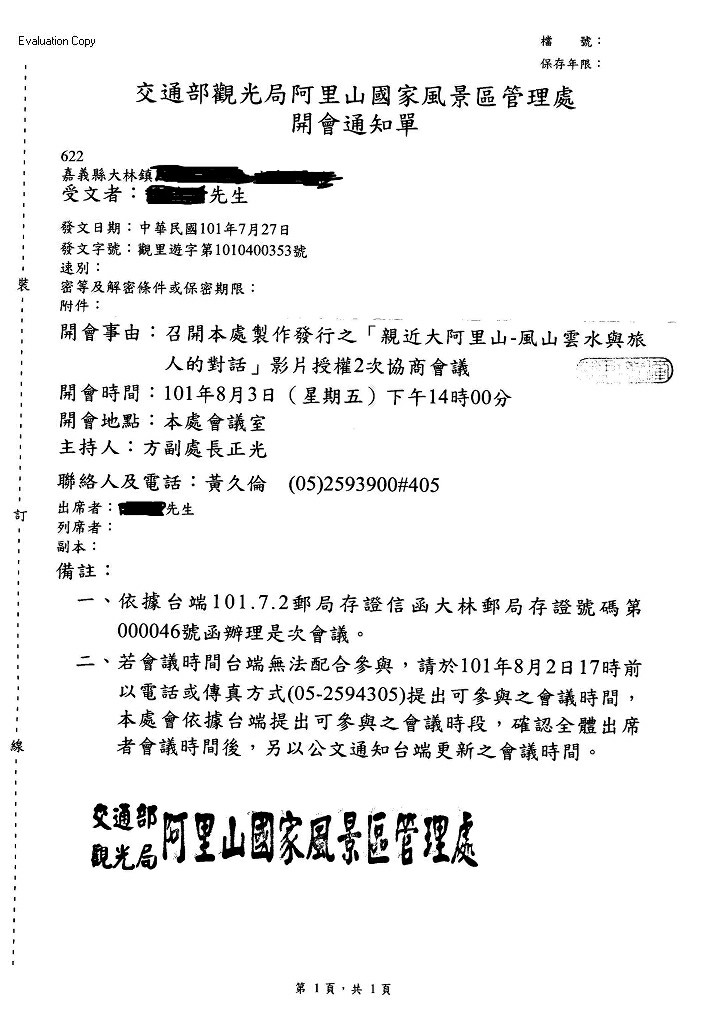 Evaluation Copy
檔　　號：
保存年限：
交通部觀光局阿里山國家風景區管理處
開會通知單
622
嘉義縣大林鎮
受文者：先生
發文日期：中華民國101年7月27日
發文字號：觀里遊字第1010400353號
速別：
密等及解密條件或保密期限：
附件：
開會事由：召開本處製作發行之「親近大阿里山-風山雲水與旅
人的對話」影片授權2次協商會議
開會時間：101年8月3日（星期五）下午14時00分
開會地點：本處會議室
主持人：方副處長正光
聯絡人及電話：黃久倫　(05)2593900#405
出席者：先生
列席者：
副本：
備註：
一、依據台端101.7.2郵局存證信函大林郵局存證號碼第
000046號函辦理是次會議。
二、若會議時間台端無法配合參與，請於101年8月2日17時前
以電話或傳真方式(05-2594305)提出可參與之會議時間，
本處會依據台端提出可參與之會議時段，確認全體出席
者會議時間後，另以公文通知台端更新之會議時間。
交通部
觀光局
阿里山國家風景區管理處
裝
訂
線
第 1 頁，共 1 頁